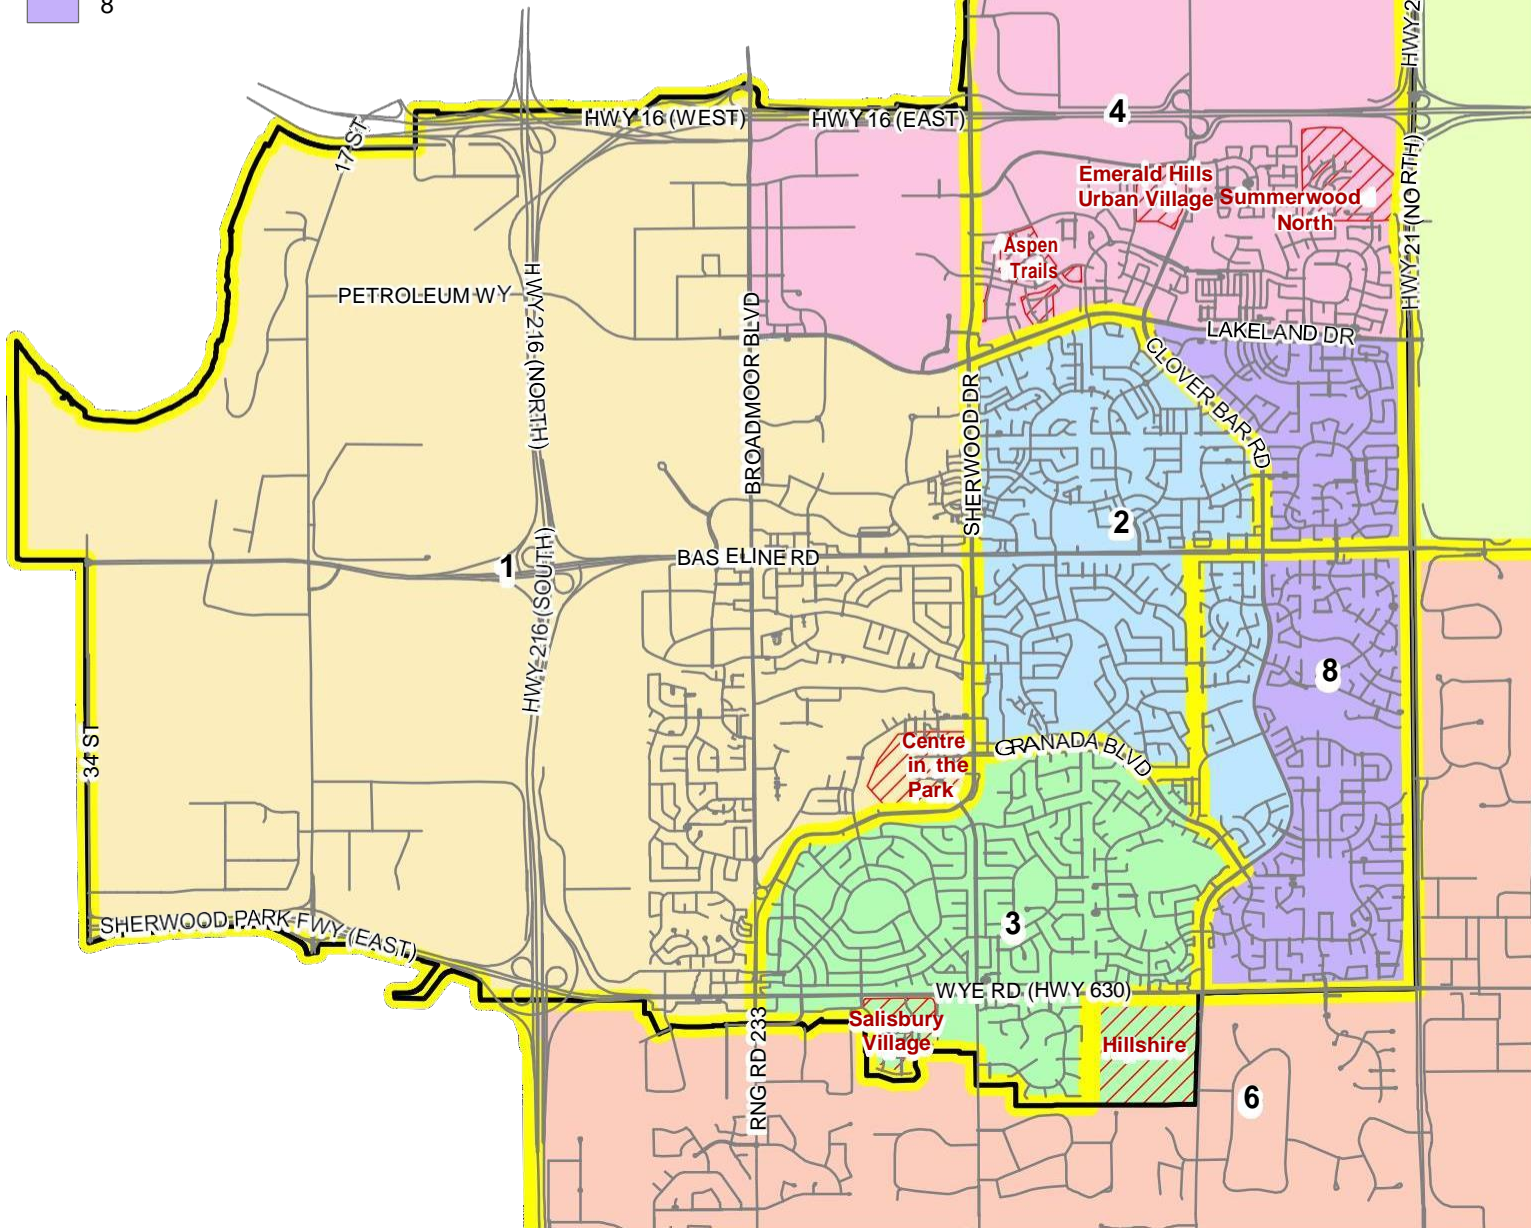 8
HWY 2
HWY 16 (WEST)
HWY 16 (EAST)
4
17 ST
HWY 21 (NORTH)
Emerald Hills
Urban Village
Summerwood
North
Aspen
Trails
PETROLEUM WY
HWY 216 (NORTH)
BROADMOOR BLVD
LAKELAND DR
CLOVER BAR RD
SHERWOOD DR
2
BASELINE RD
1
HWY 216 (SOUTH)
8
34 ST
Centre
in the
Park
GRANADA BLVD
SHERWOOD PARK FWY (EAST)
3
WYE RD (HWY 630)
Salisbury
Village
RNG RD 233
Hillshire
6